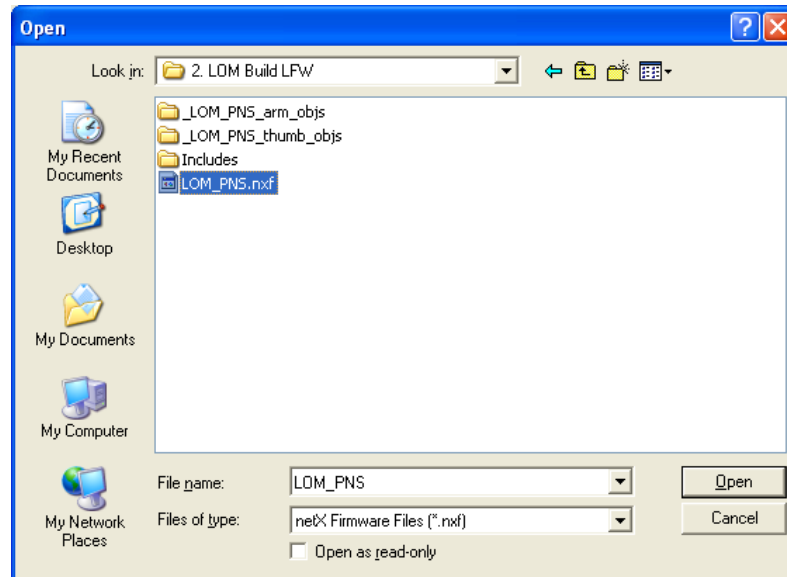 Open
Look in: 2. LOM Build LFW
_LOM_PNS_arm_objs
_LOM_PNS_thumb_objs
Includes
LOM_PNS.nxf
My Recent
Documents
Desktop
My Documents
My Computer
My Network
Places
File name: LOM_PNS Open
Files of type: netX Firmware Files (*.nxf) Cancel
Open as read-only